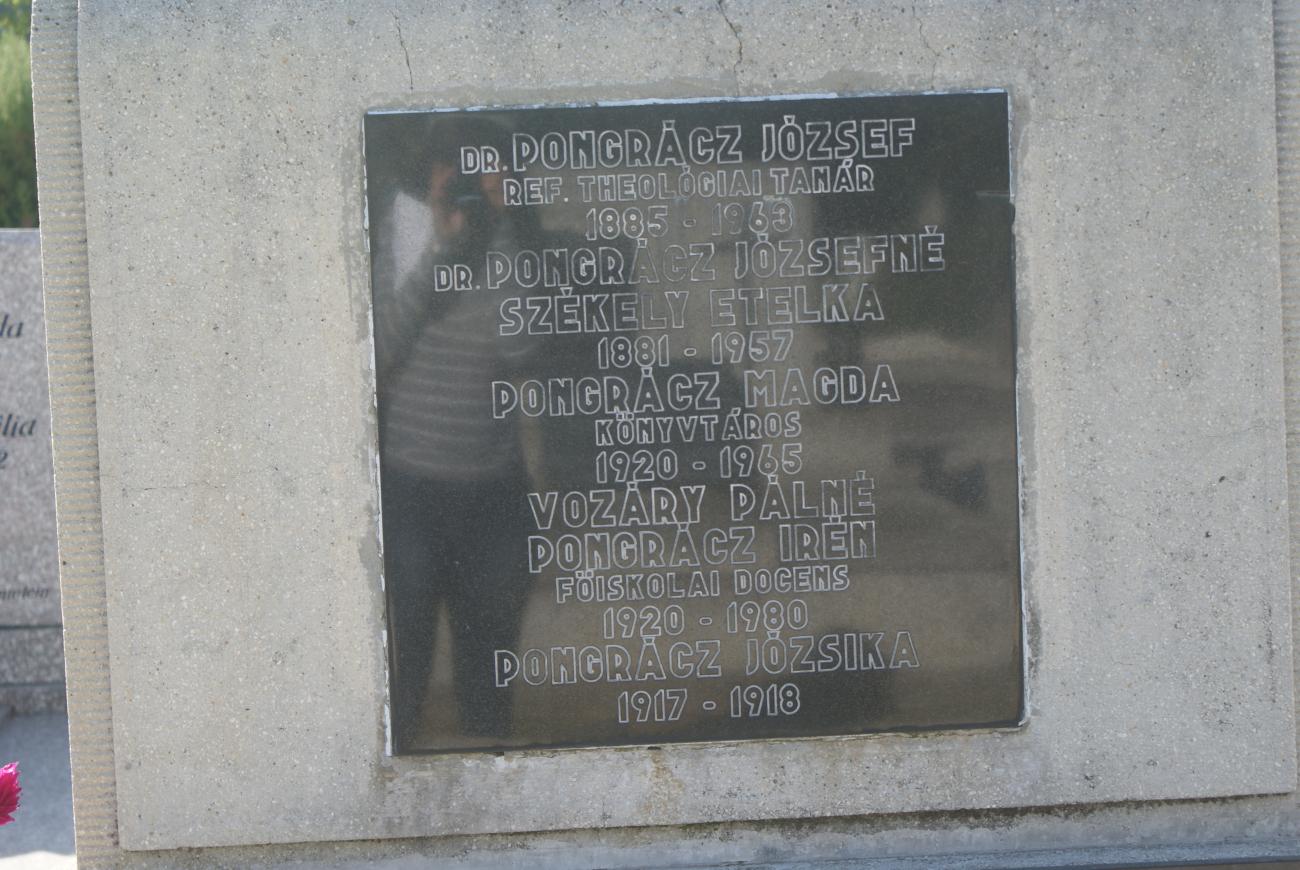 DR. PONGRÁCZ JÓZSEF
REF. THEOLÓGIAI TANÁR
1885 - 1963
DR. PONGRÁCZ JÓZSEFNÉ
SZÉKELY ETELKA
1881 - 1957
PONGRÁCZ MAGDA
KÖNYVTÁROS
1920 - 1965
VOZÁRY PÁLNÉ
PONGRÁCZ IRÉN
FŐISKOLAI DOCENS
1920 - 1980
PONGRÁCZ JÓZSIKA
1917 - 1918